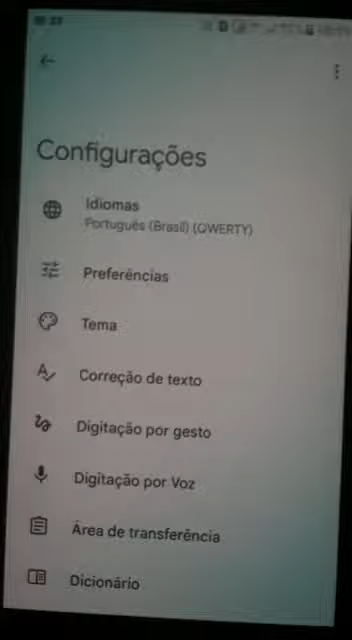 Configurações
Idiomas
Português (Brasil) (QWERTY)
Preferências
Tema
Correção de texto
Digitação por gesto
Digitação por Voz
Área de transferência
Dicionário